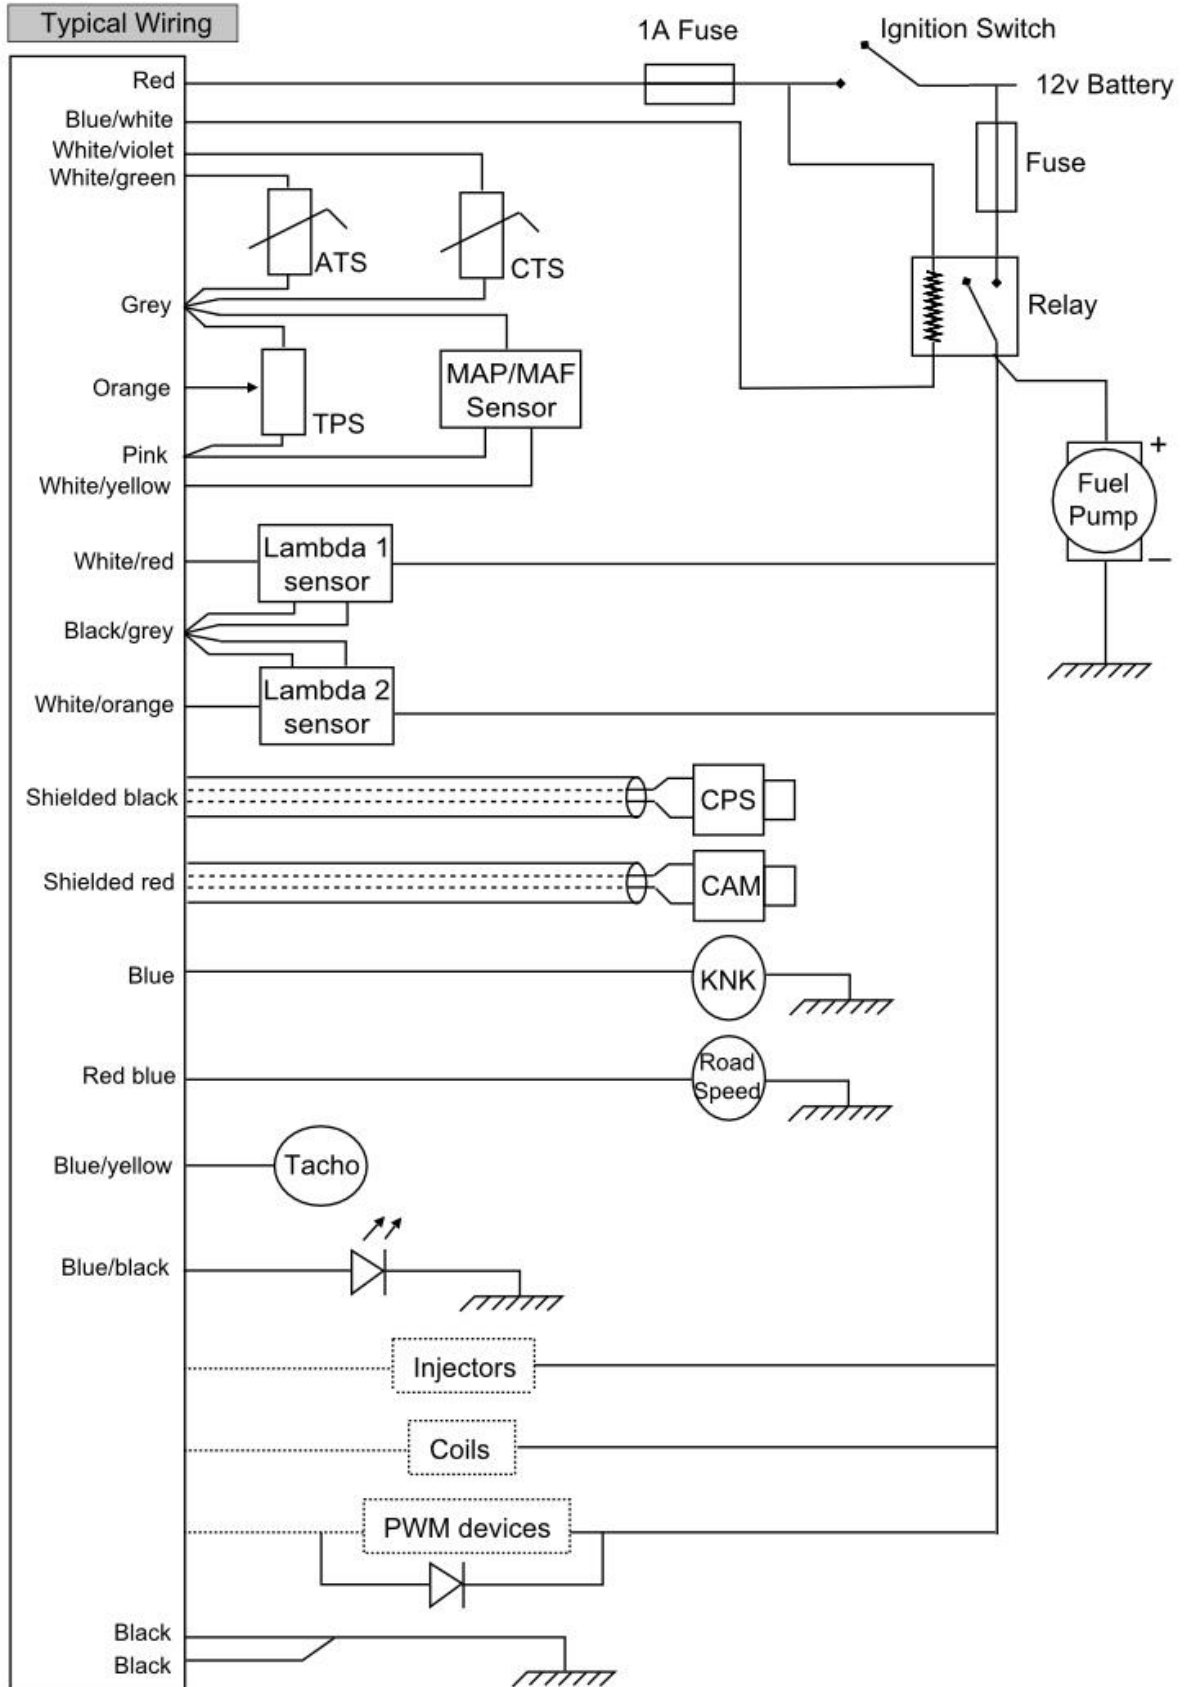 Typical Wiring
1A Fuse
Ignition Switch
Red
12v Battery
Blue/white
White/violet
White/green
Fuse
ATS
CTS
Grey
Relay
Orange
MAP/MAF
Sensor
TPS
Pink
White/yellow
+
Fuel
Pump
–
White/red
Lambda 1
sensor
Black/grey
White/orange
Lambda 2
sensor
Shielded black
CPS
Shielded red
CAM
Blue
KNK
Red blue
Road
Speed
Blue/yellow
Tacho
Blue/black
Injectors
Coils
PWM devices
Black
Black